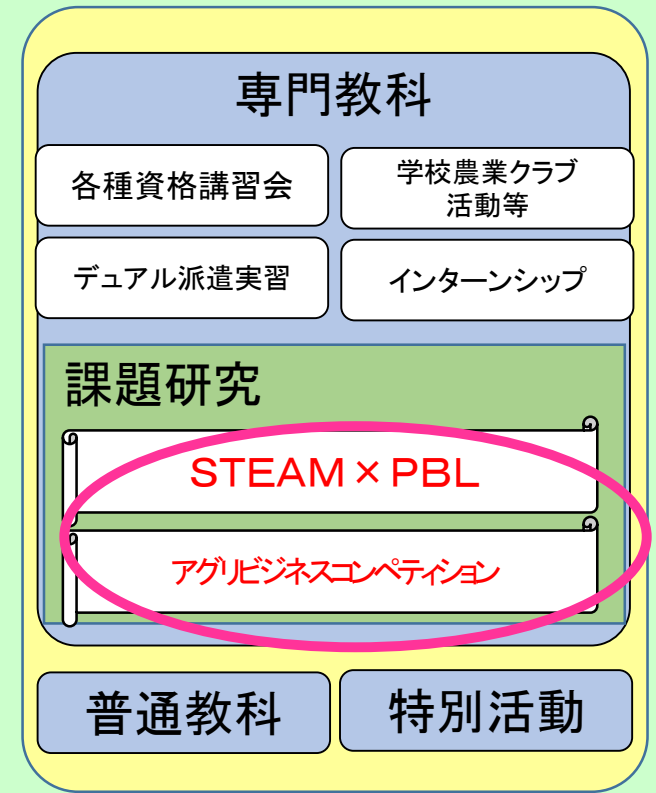 専門教科
各種資格講習会
学校農業クラブ
活動等
デュアル派遣実習
インターンシップ
課題研究
STEAM×PBL
アグリビジネスコンペティション
普通教科
特別活動